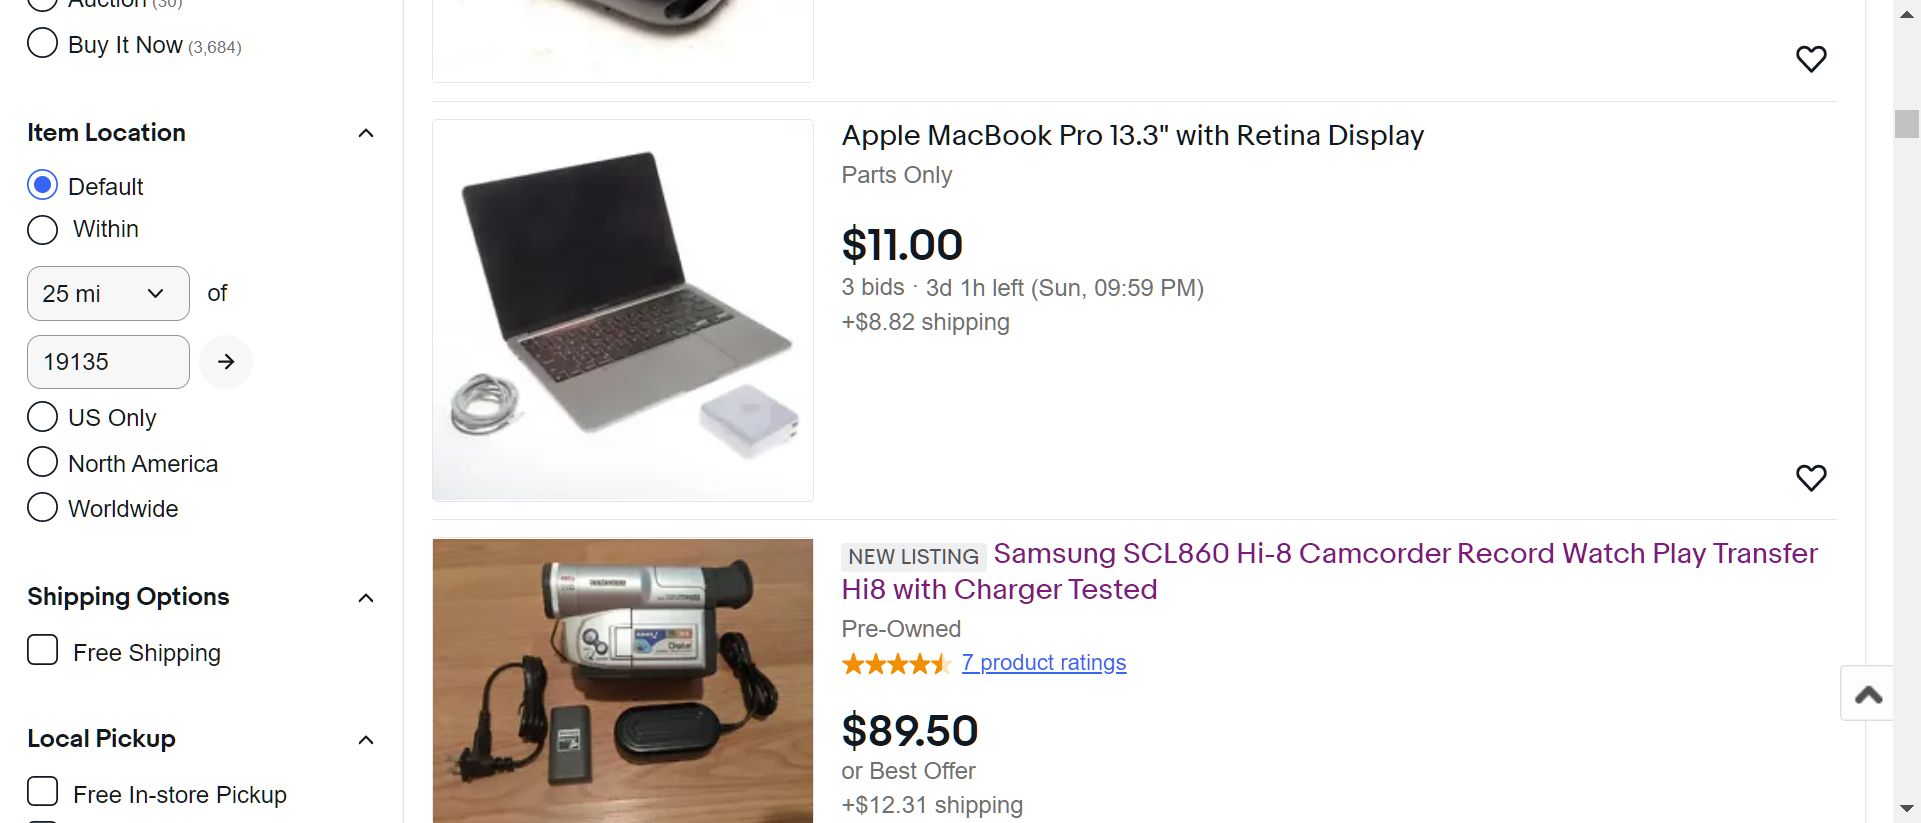 Auction (30)
Buy It Now (3,684)
Item Location
Default
Within
25 mi of
19135
US Only
North America
Worldwide
Shipping Options
Free Shipping
Local Pickup
Free In-store Pickup
Apple MacBook Pro 13.3" with Retina Display
Parts Only
$11.00
3 bids · 3d 1h left (Sun, 09:59 PM)
+$8.82 shipping
NEW LISTING Samsung SCL860 Hi-8 Camcorder Record Watch Play Transfer
Hi8 with Charger Tested
Pre-Owned
7 product ratings
$89.50
or Best Offer
+$12.31 shipping